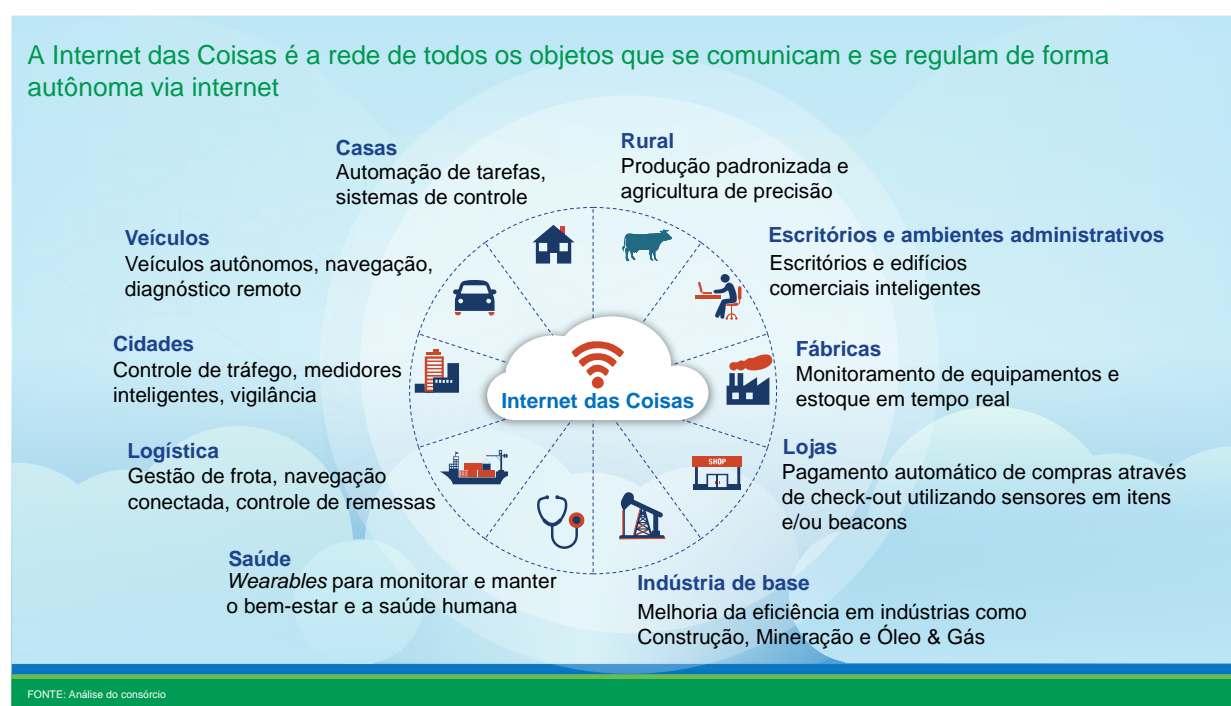 A Internet das Coisas é a rede de todos os objetos que se comunicam e se regulam de forma
autônoma via internet
Casas
Automação de tarefas,
sistemas de controle
Rural
Produção padronizada e
agricultura de precisão
Veículos
Veículos autônomos, navegação,
diagnóstico remoto
Escritórios e ambientes administrativos
Escritórios e edifícios
comerciais inteligentes
Cidades
Controle de tráfego, medidores
inteligentes, vigilância
Internet das Coisas
Fábricas
Monitoramento de equipamentos e
estoque em tempo real
Logística
Gestão de frota, navegação
conectada, controle de remessas
SHOP
Lojas
Pagamento automático de compras através
de check-out utilizando sensores em itens
e/ou beacons
Saúde
Wearables para monitorar e manter
o bem-estar e a saúde humana
Indústria de base
Melhoria da eficiência em indústrias como
Construção, Mineração e Óleo & Gás
FONTE: Análise do consórcio